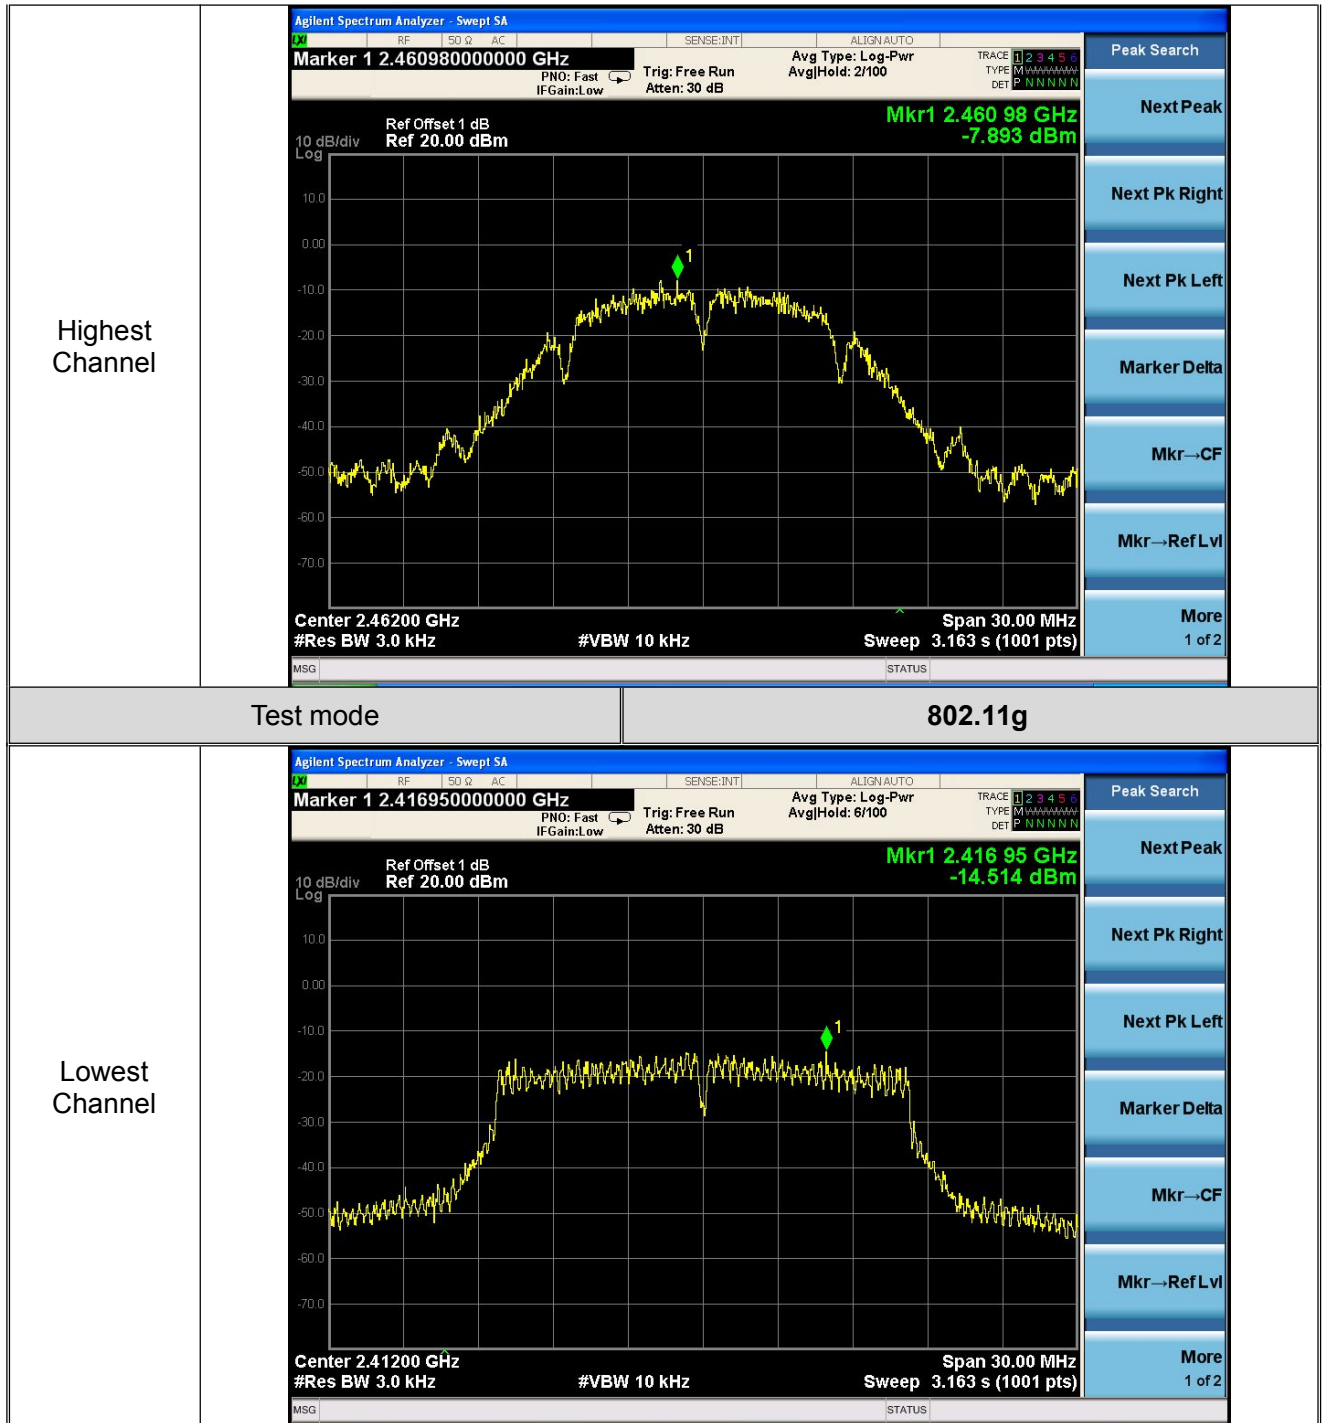 Highest
Channel
Agilent Spectrum Analyzer - Swept SA
LXI RF 50 Ω AC SENSE:INT ALIGN AUTO
Marker 1 2.460980000000 GHz
PNO: Fast
IFGain:Low
Trig: Free Run
Atten: 30 dB
Avg Type: Log-Pwr
Avg|Hold: 2/100
TRACE 1 2 3 4 5 6
TYPE M
DET P N N N N N
Ref Offset 1 dB
10 dB/div Ref 20.00 dBm
Log
Mkr1 2.460 98 GHz
-7.893 dBm
10.0
0.00
-10.0
-20.0
-30.0
-40.0
-50.0
-60.0
-70.0
1
Center 2.46200 GHz Span 30.00 MHz
#Res BW 3.0 kHz #VBW 10 kHz Sweep 3.163 s (1001 pts)
MSG STATUS
Peak Search
Next Peak
Next Pk Right
Next Pk Left
Marker Delta
Mkr→CF
Mkr→Ref Lvl
More
1 of 2
Test mode 802.11g
Lowest
Channel
Agilent Spectrum Analyzer - Swept SA
LXI RF 50 Ω AC SENSE:INT ALIGN AUTO
Marker 1 2.416950000000 GHz
PNO: Fast
IFGain:Low
Trig: Free Run
Atten: 30 dB
Avg Type: Log-Pwr
Avg|Hold: 6/100
TRACE 1 2 3 4 5 6
TYPE M
DET P N N N N N
Ref Offset 1 dB
10 dB/div Ref 20.00 dBm
Log
Mkr1 2.416 95 GHz
-14.514 dBm
10.0
0.00
-10.0
-20.0
-30.0
-40.0
-50.0
-60.0
-70.0
1
Center 2.41200 GHz Span 30.00 MHz
#Res BW 3.0 kHz #VBW 10 kHz Sweep 3.163 s (1001 pts)
MSG STATUS
Peak Search
Next Peak
Next Pk Right
Next Pk Left
Marker Delta
Mkr→CF
Mkr→Ref Lvl
More
1 of 2